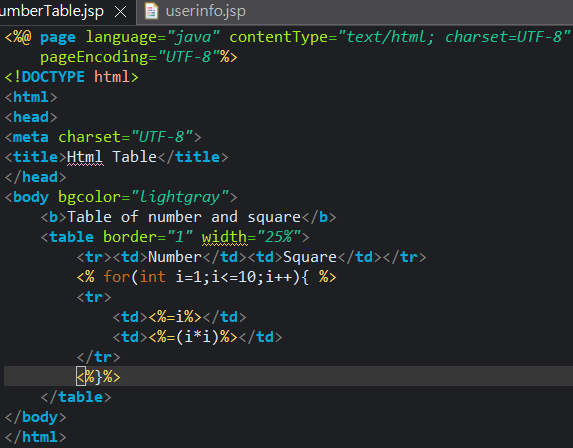 umberTable.jsp userinfo.jsp
<%@ page language="java" contentType="text/html; charset=UTF-8"
    pageEncoding="UTF-8"%>
<!DOCTYPE html>
<html>
<head>
<meta charset="UTF-8">
<title>Html Table</title>
</head>
<body bgcolor="lightgray">
    <b>Table of number and square</b>
    <table border="1" width="25%">
        <tr><td>Number</td><td>Square</td></tr>
        <% for(int i=1;i<=10;i++){ %>
        <tr>
            <td><%=i%></td>
            <td><%=(i*i)%></td>
        </tr>
        <%}%>
    </table>
</body>
</html>